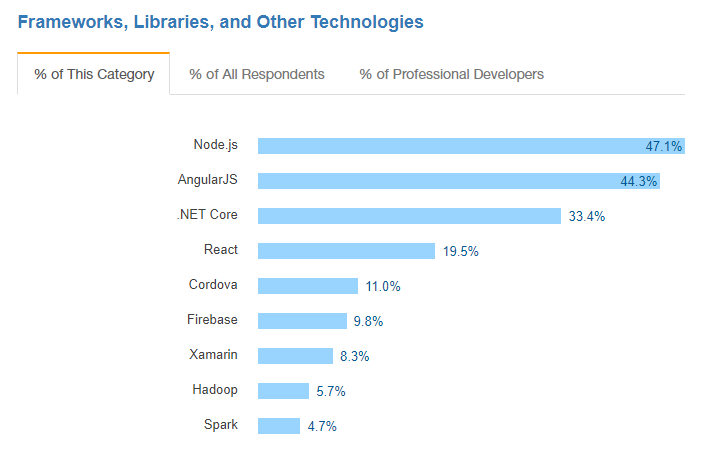 Frameworks, Libraries, and Other Technologies
% of This Category % of All Respondents % of Professional Developers
Node.js 47.1%
AngularJS 44.3%
.NET Core 33.4%
React 19.5%
Cordova 11.0%
Firebase 9.8%
Xamarin 8.3%
Hadoop 5.7%
Spark 4.7%